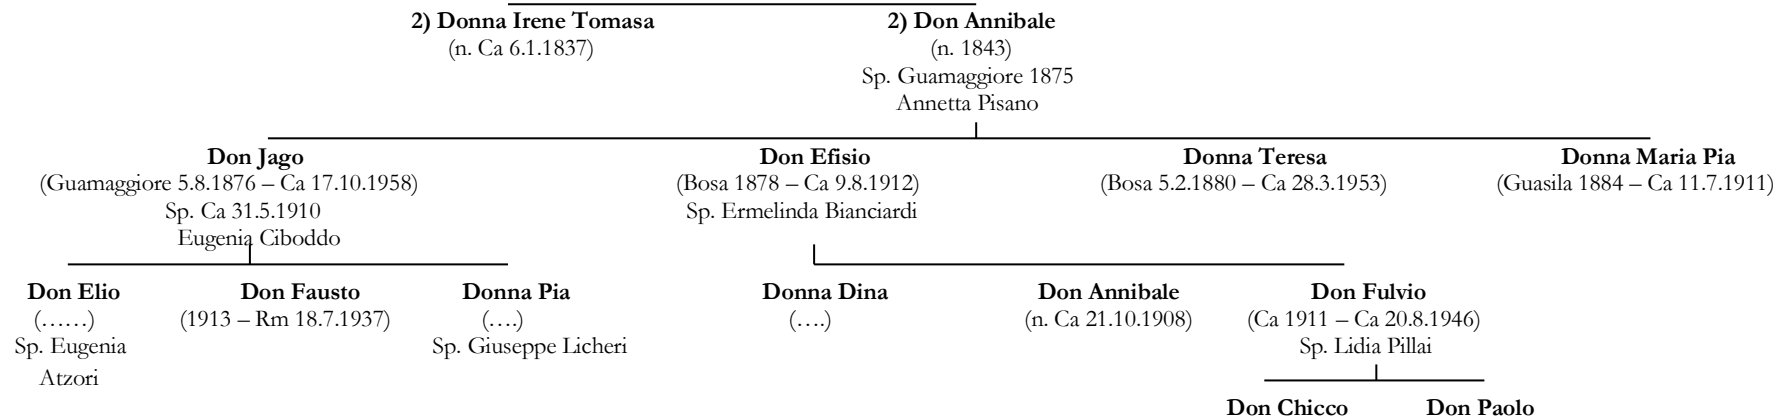 2) Donna Irene Tomasa 2) Don Annibale
(n. Ca 6.1.1837) (n. 1843)
Sp. Guamaggiore 1875
Annetta Pisano
Don Jago Don Efisio Donna Teresa Donna Maria Pia
(Guamaggiore 5.8.1876 – Ca 17.10.1958) (Bosa 1878 – Ca 9.8.1912) (Bosa 5.2.1880 – Ca 28.3.1953) (Guasila 1884 – Ca 11.7.1911)
Sp. Ca 31.5.1910 Sp. Ermelinda Bianciardi
Eugenia Ciboddo
Don Elio Don Fausto Donna Pia Donna Dina Don Annibale Don Fulvio
(……) (1913 – Rm 18.7.1937) (….) (….) (n. Ca 21.10.1908) (Ca 1911 – Ca 20.8.1946)
Sp. Eugenia Sp. Giuseppe Licheri Sp. Lidia Pillai
Atzori
Don Chicco Don Paolo